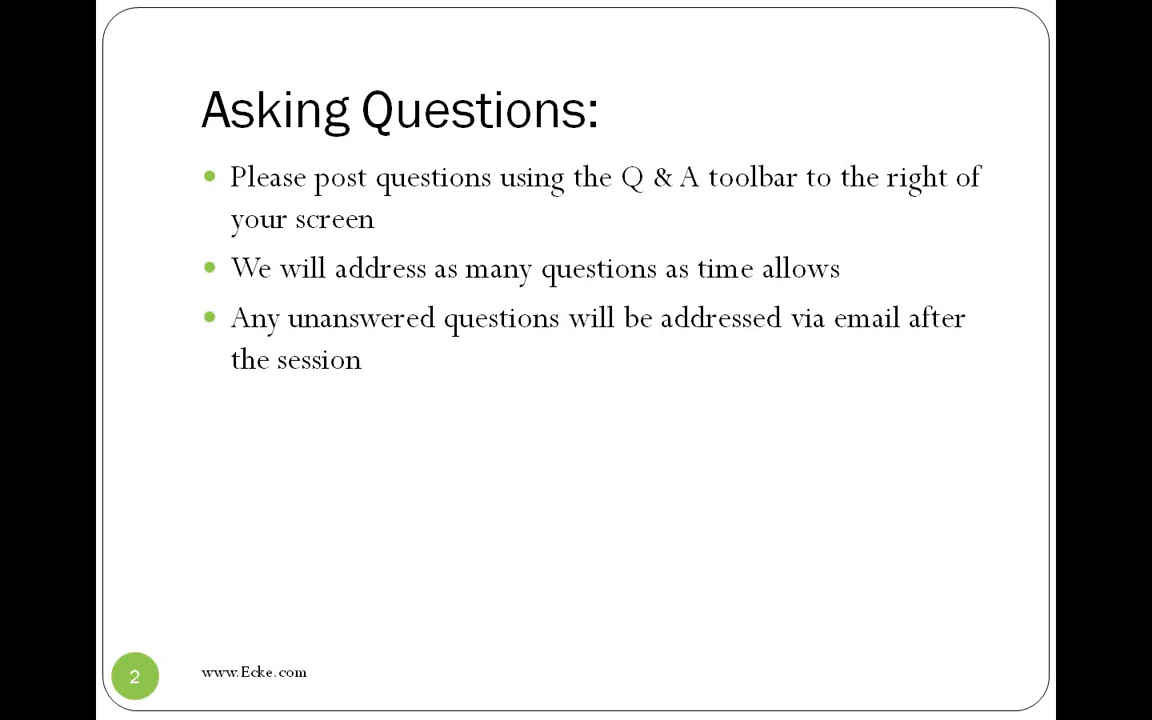 Asking Questions:
Please post questions using the Q & A toolbar to the right of
your screen
We will address as many questions as time allows
Any unanswered questions will be addressed via email after
the session
2
www.Ecke.com